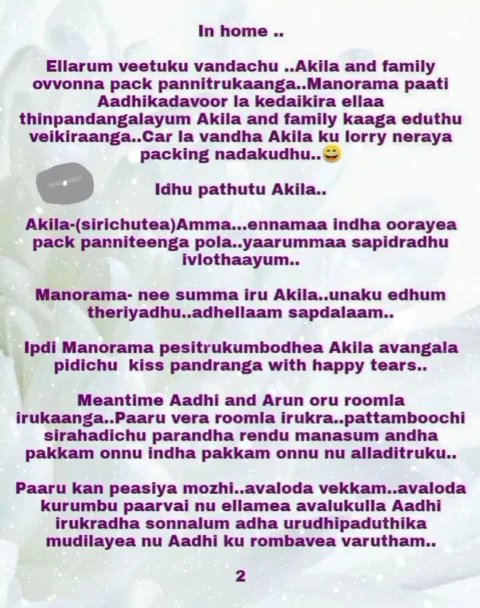 In home ..
Ellarum veetuku vandachu ..Akila and family
ovvonna pack pannitrukaanga..Manorama paati
Aadhikadavoor la kedaikira ellaa
thinpandangalayum Akila and family kaaga eduthu
veikiraanga..Car la vandha Akila ku lorry neraya
packing nadakudhu..😄
Idhu pathutu Akila..
Akila-(sirichutea)Amma...ennamaa indha oorayea
pack panniteenga pola..yaarummaa sapidradhu
ivlothaayum..
Manorama- nee summa iru Akila..unaku edhum
theriyadhu..adhellaam sapdalaam..
Ipdi Manorama pesitrukumbodhea Akila avangala
pidichu kiss pandranga with happy tears..
Meantime Aadhi and Arun oru roomla
irukaanga..Paaru vera roomla irukra..pattamboochi
sirahadichu parandha rendu manasum andha
pakkam onnu indha pakkam onnu nu alladitruku..
Paaru kan peasiya mozhi..avaloda vekkam..avaloda
kurumbu paarvai nu ellamea avalukulla Aadhi
irukradha sonnalum adha urudhipaduthika
mudilayea nu Aadhi ku rombavea varutham..
2